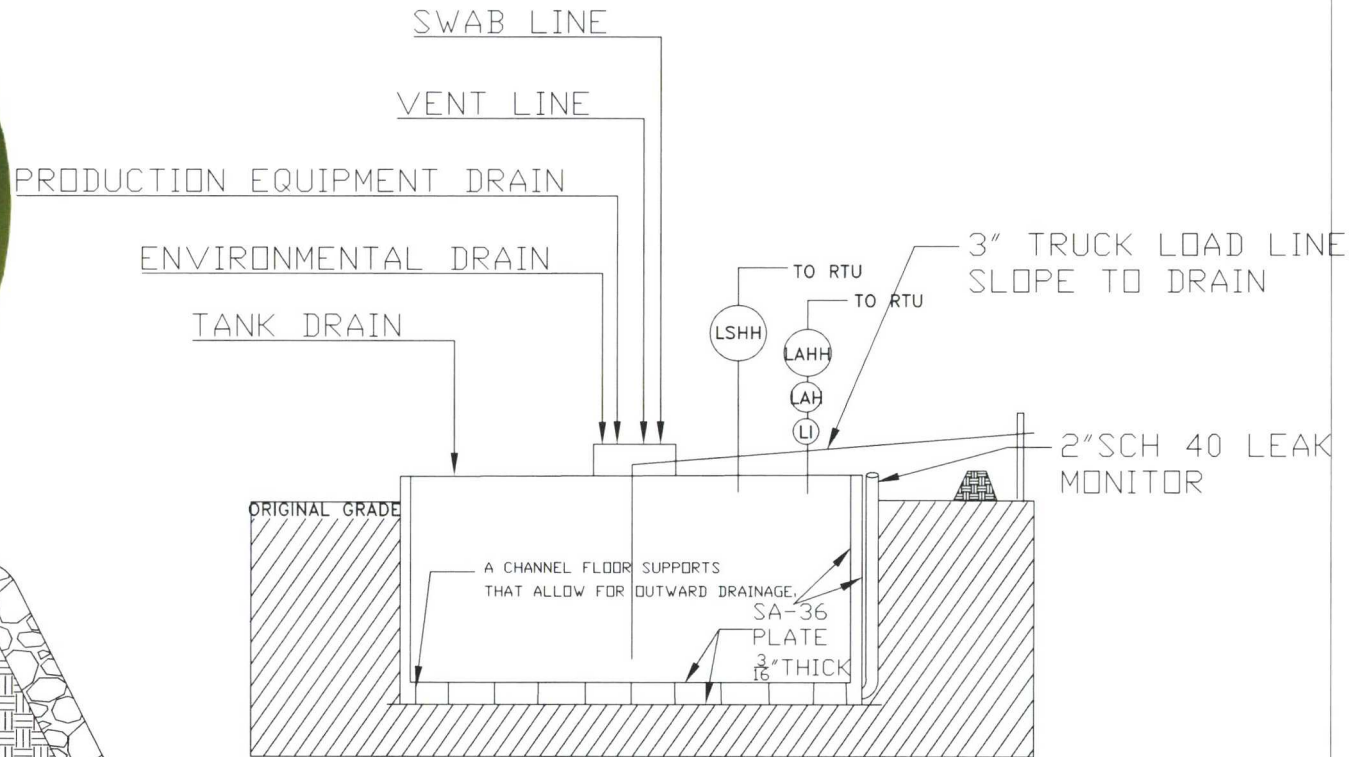 SWAB LINE
VENT LINE
PRODUCTION EQUIPMENT DRAIN
ENVIRONMENTAL DRAIN
TANK DRAIN
TO RTU
TO RTU
3" TRUCK LOAD LINE
SLOPE TO DRAIN
LSHH
LAHH
LAH
LI
2"SCH 40 LEAK
MONITOR
ORIGINAL GRADE
A CHANNEL FLOOR SUPPORTS
THAT ALLOW FOR OUTWARD DRAINAGE.
SA-36
PLATE
3/16" THICK